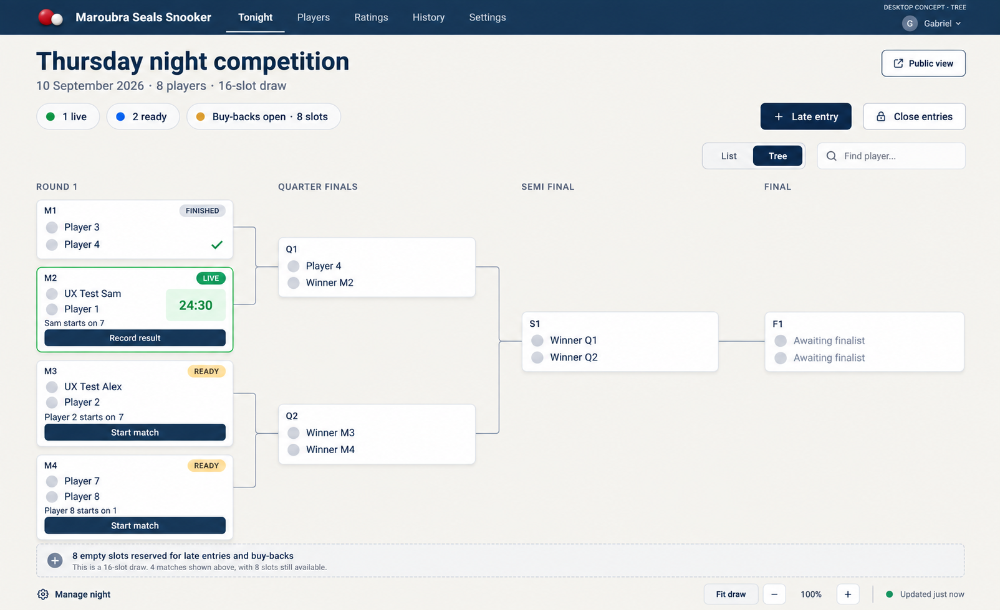 DESKTOP CONCEPT · TREE
Maroubra Seals Snooker
Tonight
Players
Ratings
History
Settings
G
Gabriel
Thursday night competition
Public view
10 September 2026 · 8 players · 16-slot draw
1 live
2 ready
Buy-backs open · 8 slots
+ Late entry
Close entries
List
Tree
Find player...
ROUND 1
QUARTER FINALS
SEMI FINAL
FINAL
M1
FINISHED
Player 3
Player 4
M2
LIVE
UX Test Sam
Player 1
24:30
Sam starts on 7
Record result
M3
READY
UX Test Alex
Player 2
Player 2 starts on 7
Start match
M4
READY
Player 7
Player 8
Player 8 starts on 1
Start match
Q1
Player 4
Winner M2
Q2
Winner M3
Winner M4
S1
Winner Q1
Winner Q2
F1
Awaiting finalist
Awaiting finalist
8 empty slots reserved for late entries and buy-backs
This is a 16-slot draw. 4 matches shown above, with 8 slots still available.
Manage night
Fit draw
−
100%
+
Updated just now